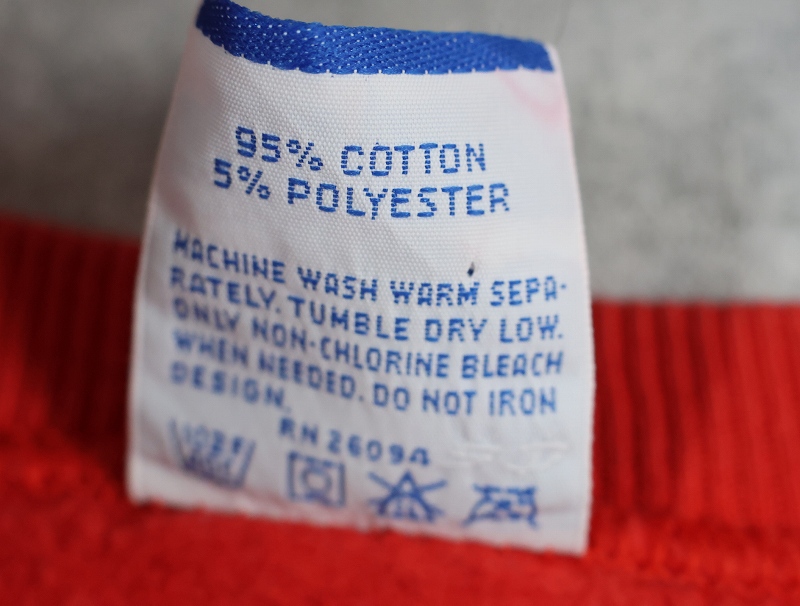 95% COTTON
5% POLYESTER
MACHINE WASH WARM SEPA-
RATELY. TUMBLE DRY LOW.
ONLY NON-CHLORINE BLEACH
WHEN NEEDED. DO NOT IRON
DESIGN.
RN 26094